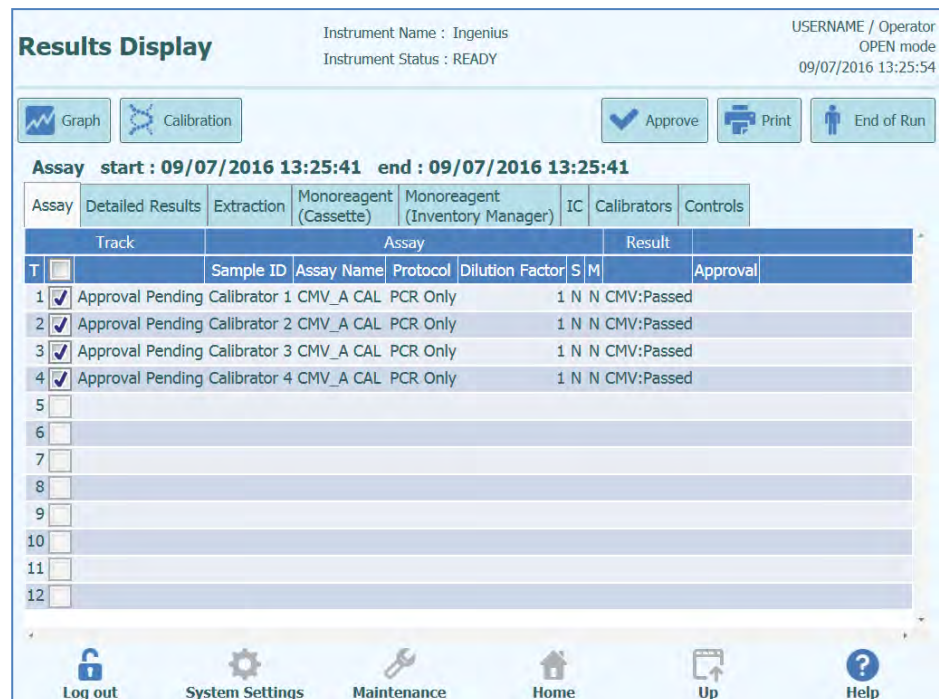 Results Display
Instrument Name : Ingenius
Instrument Status : READY
USERNAME / Operator
OPEN mode
09/07/2016 13:25:54
Graph
Calibration
Approve
Print
End of Run
Assay start : 09/07/2016 13:25:41 end : 09/07/2016 13:25:41
Assay
Detailed Results
Extraction
Monoreagent
(Cassette)
Monoreagent
(Inventory Manager)
IC
Calibrators
Controls
Track Assay Result
T Sample ID Assay Name Protocol Dilution Factor S M Approval
1 Approval Pending Calibrator 1 CMV_A CAL PCR Only 1 N N CMV:Passed
2 Approval Pending Calibrator 2 CMV_A CAL PCR Only 1 N N CMV:Passed
3 Approval Pending Calibrator 3 CMV_A CAL PCR Only 1 N N CMV:Passed
4 Approval Pending Calibrator 4 CMV_A CAL PCR Only 1 N N CMV:Passed
5
6
7
8
9
10
11
12
Log out
System Settings
Maintenance
Home
Up
Help